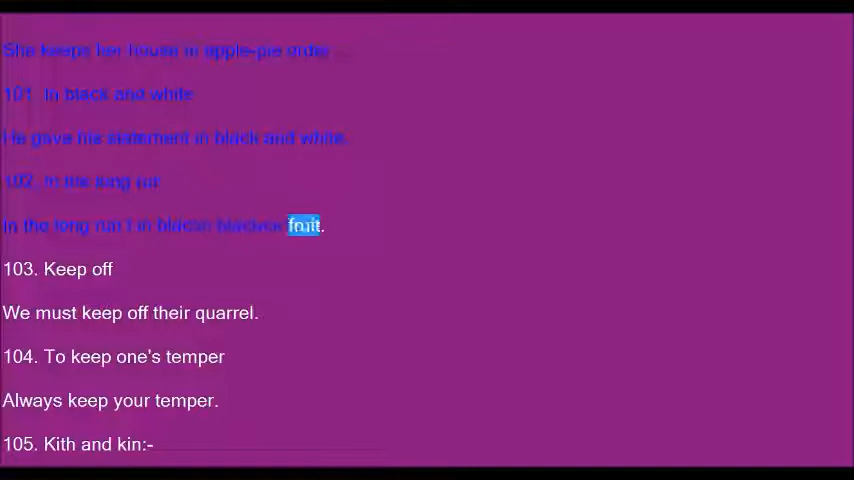 She keeps her house in apple-pie order
101. In black and white
He gave his statement in black and white.
102. In the long run
In the long run fruit.
103. Keep off
We must keep off their quarrel.
104. To keep one's temper
Always keep your temper.
105. Kith and kin:-